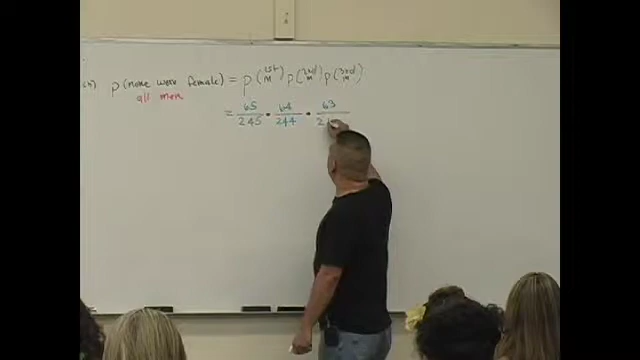 p(none were female) = p(1st M) p(2nd M) p(3rd M)
all men
= 65/245 • 64/244 • 63/2